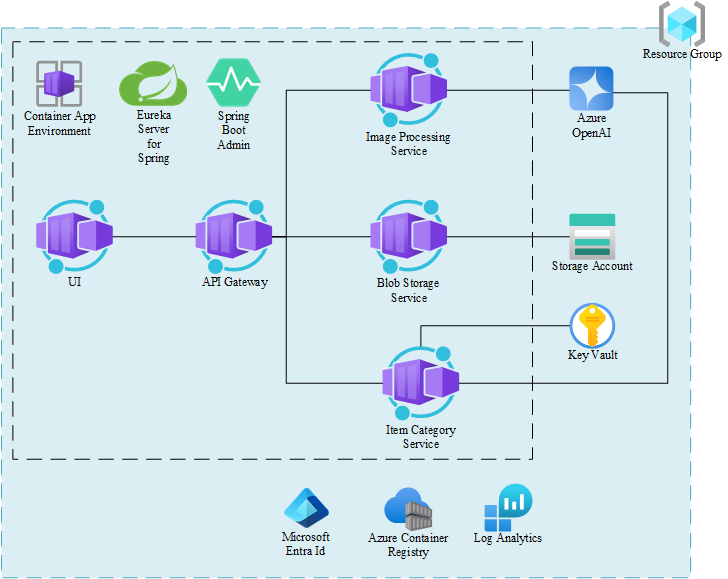 Resource Group
Container App
Environment
Eureka
Server
for
Spring
Spring
Boot
Admin
Image Processing
Service
Azure
OpenAI
UI
API Gateway
Blob Storage
Service
Storage Account
Key Vault
Item Category
Service
Microsoft
Entra Id
Azure Container
Registry
Log Analytics